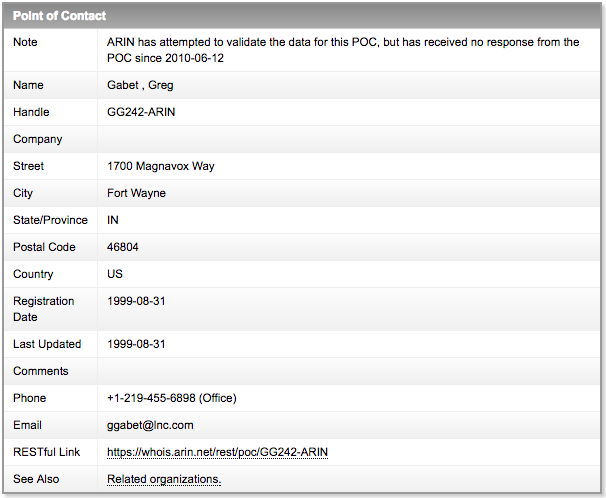 Point of Contact
Note ARIN has attempted to validate the data for this POC, but has received no response from the
POC since 2010-06-12
Name Gabet , Greg
Handle GG242-ARIN
Company
Street 1700 Magnavox Way
City Fort Wayne
State/Province IN
Postal Code 46804
Country US
Registration 1999-08-31
Date
Last Updated 1999-08-31
Comments
Phone +1-219-455-6898 (Office)
Email ggabet@lnc.com
RESTful Link https://whois.arin.net/rest/poc/GG242-ARIN
See Also Related organizations.